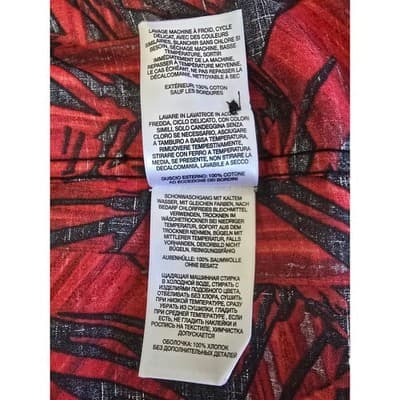 LAVAGE MACHINE À FROID, CYCLE
DÉLICAT, AVEC DES COULEURS
SIMILAIRES, BLANCHIR SANS CHLORE SI
BESOIN, SÉCHAGE MACHINE, BASSE
TEMPÉRATURE, SORTIR
IMMÉDIATEMENT DE LA MACHINE,
REPASSER À TEMPÉRATURE MOYENNE,
LE CAS ÉCHÉANT, NE PAS REPASSER LA
DÉCALCOMANIE, NETTOYAGE À SEC
EXTÉRIEUR: 100% COTON
SAUF LES BORDURES
LAVARE IN LAVATRICE IN ACQUA
FREDDA, CICLO DELICATO, CON COLORI
SIMILI, SOLO CANDEGGINA SENZA
CLORO SE NECESSARIO, ASCIUGARE
A TAMBURO A BASSA TEMPERATURA,
RIMUOVERE TEMPESTIVAMENTE,
STIRARE CON FERRO A TEMPERATURA
MEDIA, SE PRESENTE, NON STIRARE LA
DECALCOMANIA, LAVABILE A SECCO
GUSCIO ESTERNO: 100% COTONE
AD ECCEZIONE DEI BORDINI
SCHONWASCHGANG MIT KALTEM
WASSER, MIT GLEICHEN FARBEN, NACH
BEDARF CHLORFREIES BLEICHMITTEL
VERWENDEN, TROCKNEN IM
WÄSCHETROCKNER BEI NIEDRIGER
TEMPERATUR, SOFORT AUS DEM
TROCKNER NEHMEN, BÜGELN MIT
MITTLERER TEMPERATUR, FALLS
VORHANDEN, DEKORBILD NICHT
BÜGELN, REINIGUNGSFÄHIG
AUßENHÜLLE: 100% BAUMWOLLE
OHNE BESATZ
ЩАДЯЩАЯ МАШИННАЯ СТИРКА
В ХОЛОДНОЙ ВОДЕ, СТИРАТЬ С
ИЗДЕЛИЯМИ ПОДОБНОГО ЦВЕТА,
ОТБЕЛИВАТЬ БЕЗ ХЛОРА, СУШИТЬ
ПРИ НИЗКОЙ ТЕМПЕРАТУРЕ, СРАЗУ
УБРАТЬ ИЗ СУШИЛКИ, ГЛАДИТЬ
ПРИ СРЕДНЕЙ ТЕМПЕРАТУРЕ, ЕСЛИ
ЕСТЬ, НЕ ГЛАДИТЬ НАКЛЕЙКИ И
РОСПИСЬ НА ТЕКСТИЛЕ, ХИМЧИСТКА
ДОПУСКАЕТСЯ
ОБОЛОЧКА: 100% ХЛОПОК
БЕЗ ДОПОЛНИТЕЛЬНЫХ ДЕТАЛЕЙ